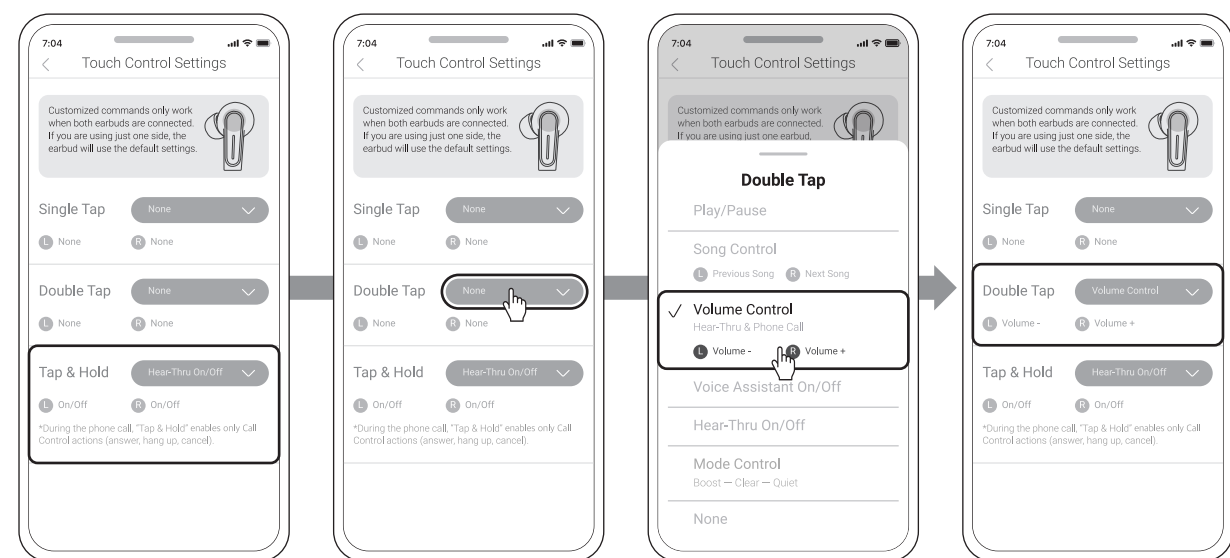 7:04
Touch Control Settings
Customized commands only work
when both earbuds are connected.
If you are using just one side, the
earbud will use the default settings.
Single Tap
None
L None
R None
Double Tap
None
L None
R None
Tap & Hold
Hear-Thru On/Off
L On/Off
R On/Off
*During the phone call, "Tap & Hold" enables only Call
Control actions (answer, hang up, cancel).
7:04
Touch Control Settings
Customized commands only work
when both earbuds are connected.
If you are using just one side, the
earbud will use the default settings.
Single Tap
None
L None
R None
Double Tap
None
L None
R None
Tap & Hold
Hear-Thru On/Off
L On/Off
R On/Off
*During the phone call, "Tap & Hold" enables only Call
Control actions (answer, hang up, cancel).
7:04
Touch Control Settings
Customized commands only work
when both earbuds are connected.
If you are using just one earbud,
Double Tap
Play/Pause
Song Control
L Previous Song R Next Song
Volume Control
Hear-Thru & Phone Call
L Volume - R Volume +
Voice Assistant On/Off
Hear-Thru On/Off
Mode Control
Boost — Clear — Quiet
None
7:04
Touch Control Settings
Customized commands only work
when both earbuds are connected.
If you are using just one side, the
earbud will use the default settings.
Single Tap
None
L None
R None
Double Tap
Volume Control
L Volume -
R Volume +
Tap & Hold
Hear-Thru On/Off
L On/Off
R On/Off
*During the phone call, "Tap & Hold" enables only Call
Control actions (answer, hang up, cancel).